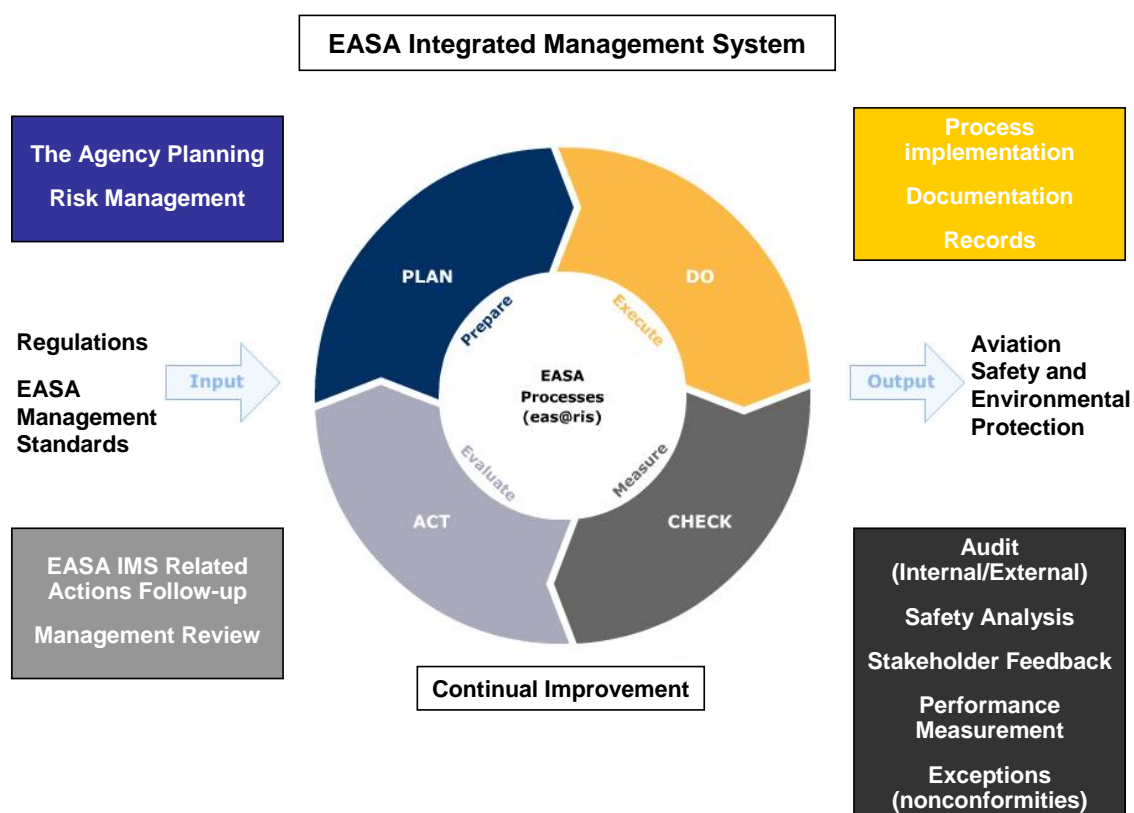 EASA Integrated Management System
The Agency Planning
Risk Management
Process
implementation
Documentation
Records
PLAN
DO
Prepare
Execute
Regulations
EASA
Management
Standards
Input
EASA
Processes
(eas@ris)
Output
Aviation
Safety and
Environmental
Protection
Evaluate
Measure
ACT
CHECK
EASA IMS Related
Actions Follow-up
Management Review
Continual Improvement
Audit
(Internal/External)
Safety Analysis
Stakeholder Feedback
Performance
Measurement
Exceptions
(nonconformities)